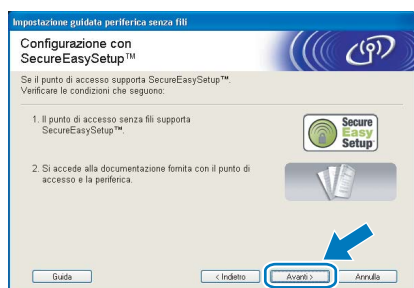 Impostazione guidata periferica senza fili
Configurazione con
SecureEasySetup™
Se il punto di accesso supporta SecureEasySetup™.
Verificare le condizioni che seguono:
1. Il punto di accesso senza fili supporta
SecureEasySetup™.
Secure
Easy
Setup
2. Si accede alla documentazione fornita con il punto di
accesso e la periferica.
Guida
< Indietro
Avanti >
Annulla